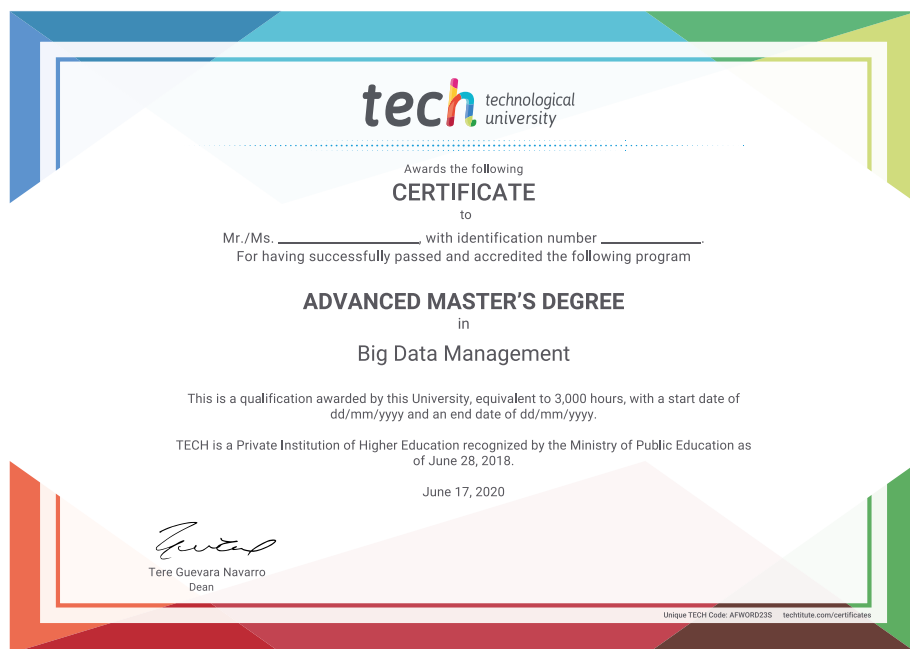 tech technological
university
Awards the following
CERTIFICATE
to
Mr./Ms. ____________________, with identification number ______________.
For having successfully passed and accredited the following program
ADVANCED MASTER'S DEGREE
in
Big Data Management
This is a qualification awarded by this University, equivalent to 3,000 hours, with a start date of
dd/mm/yyyy and an end date of dd/mm/yyyy.
TECH is a Private Institution of Higher Education recognized by the Ministry of Public Education as
of June 28, 2018.
June 17, 2020
Tere Guevara Navarro
Dean
Unique TECH Code: AFWORD23S techtitute.com/certificates